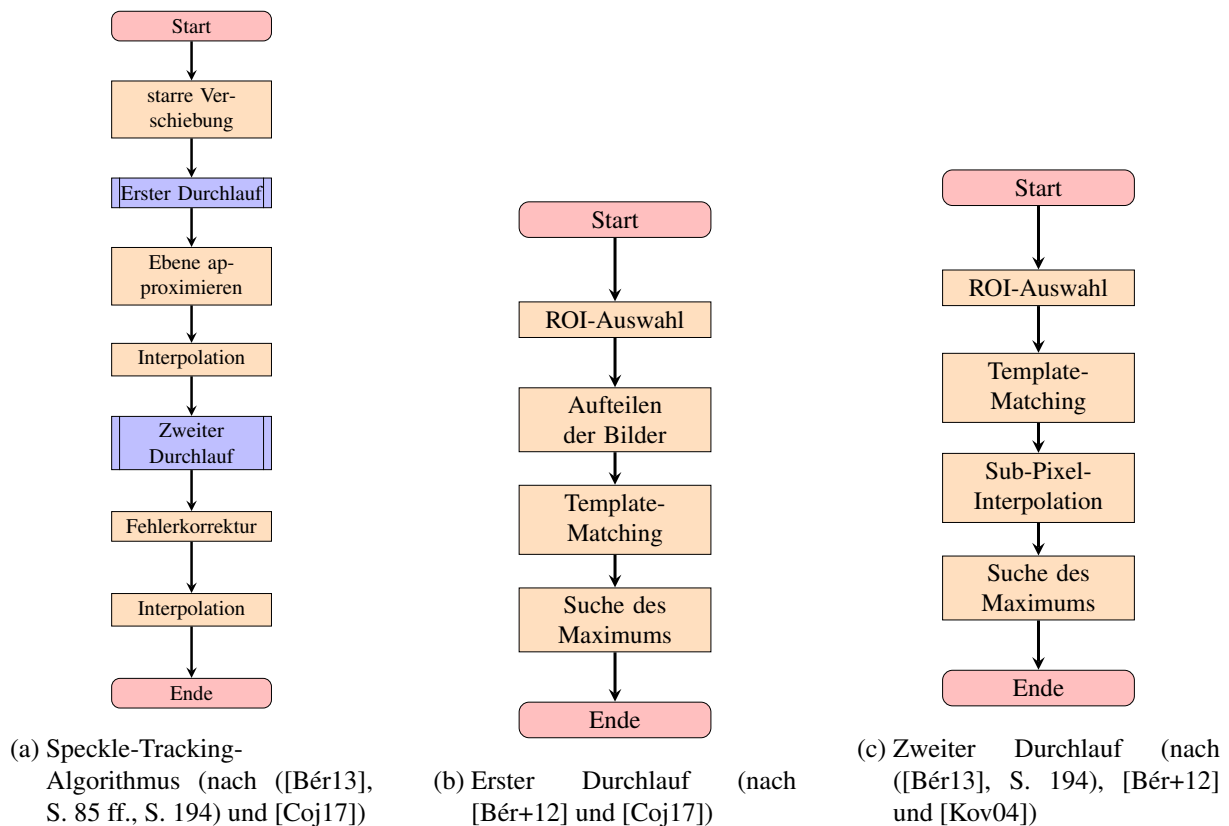 Start
starre Ver-
schiebung
Erster Durchlauf
Ebene ap-
proximieren
Interpolation
Zweiter
Durchlauf
Fehlerkorrektur
Interpolation
Ende
(a) Speckle-Tracking-
Algorithmus (nach ([Bér13],
S. 85 ff., S. 194) und [Coj17])
Start
ROI-Auswahl
Aufteilen
der Bilder
Template-
Matching
Suche des
Maximums
Ende
(b) Erster Durchlauf (nach
[Bér+12] und [Coj17])
Start
ROI-Auswahl
Template-
Matching
Sub-Pixel-
Interpolation
Suche des
Maximums
Ende
(c) Zweiter Durchlauf (nach
([Bér13], S. 194), [Bér+12]
und [Kov04])